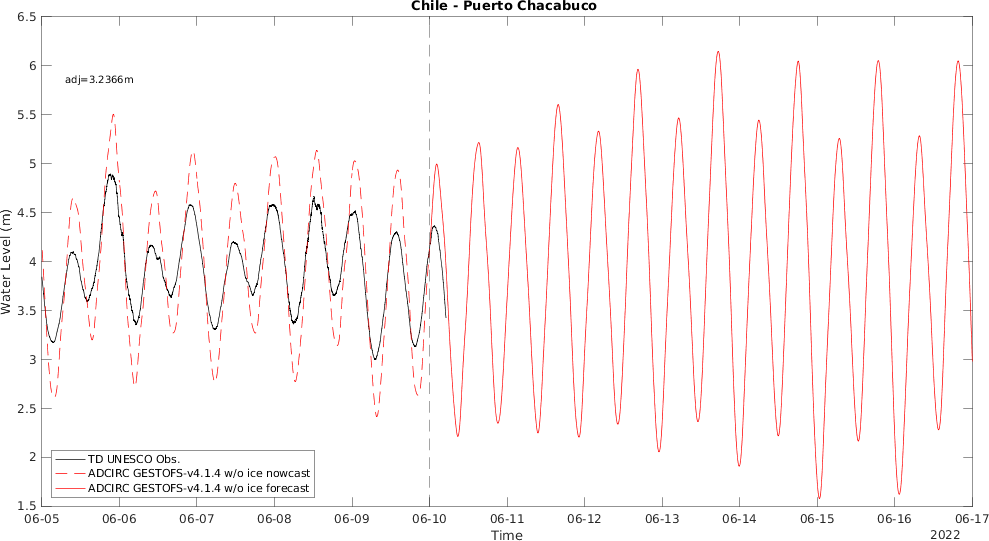 Chile - Puerto Chacabuco
6.5
6
5.5
5
4.5
4
3.5
3
2.5
2
1.5
Water Level (m)
adj=3.2366m
TD UNESCO Obs.
ADCIRC GESTOFS-v4.1.4 w/o ice nowcast
ADCIRC GESTOFS-v4.1.4 w/o ice forecast
06-05 06-06 06-07 06-08 06-09 06-10 06-11 06-12 06-13 06-14 06-15 06-16 06-17
Time
2022